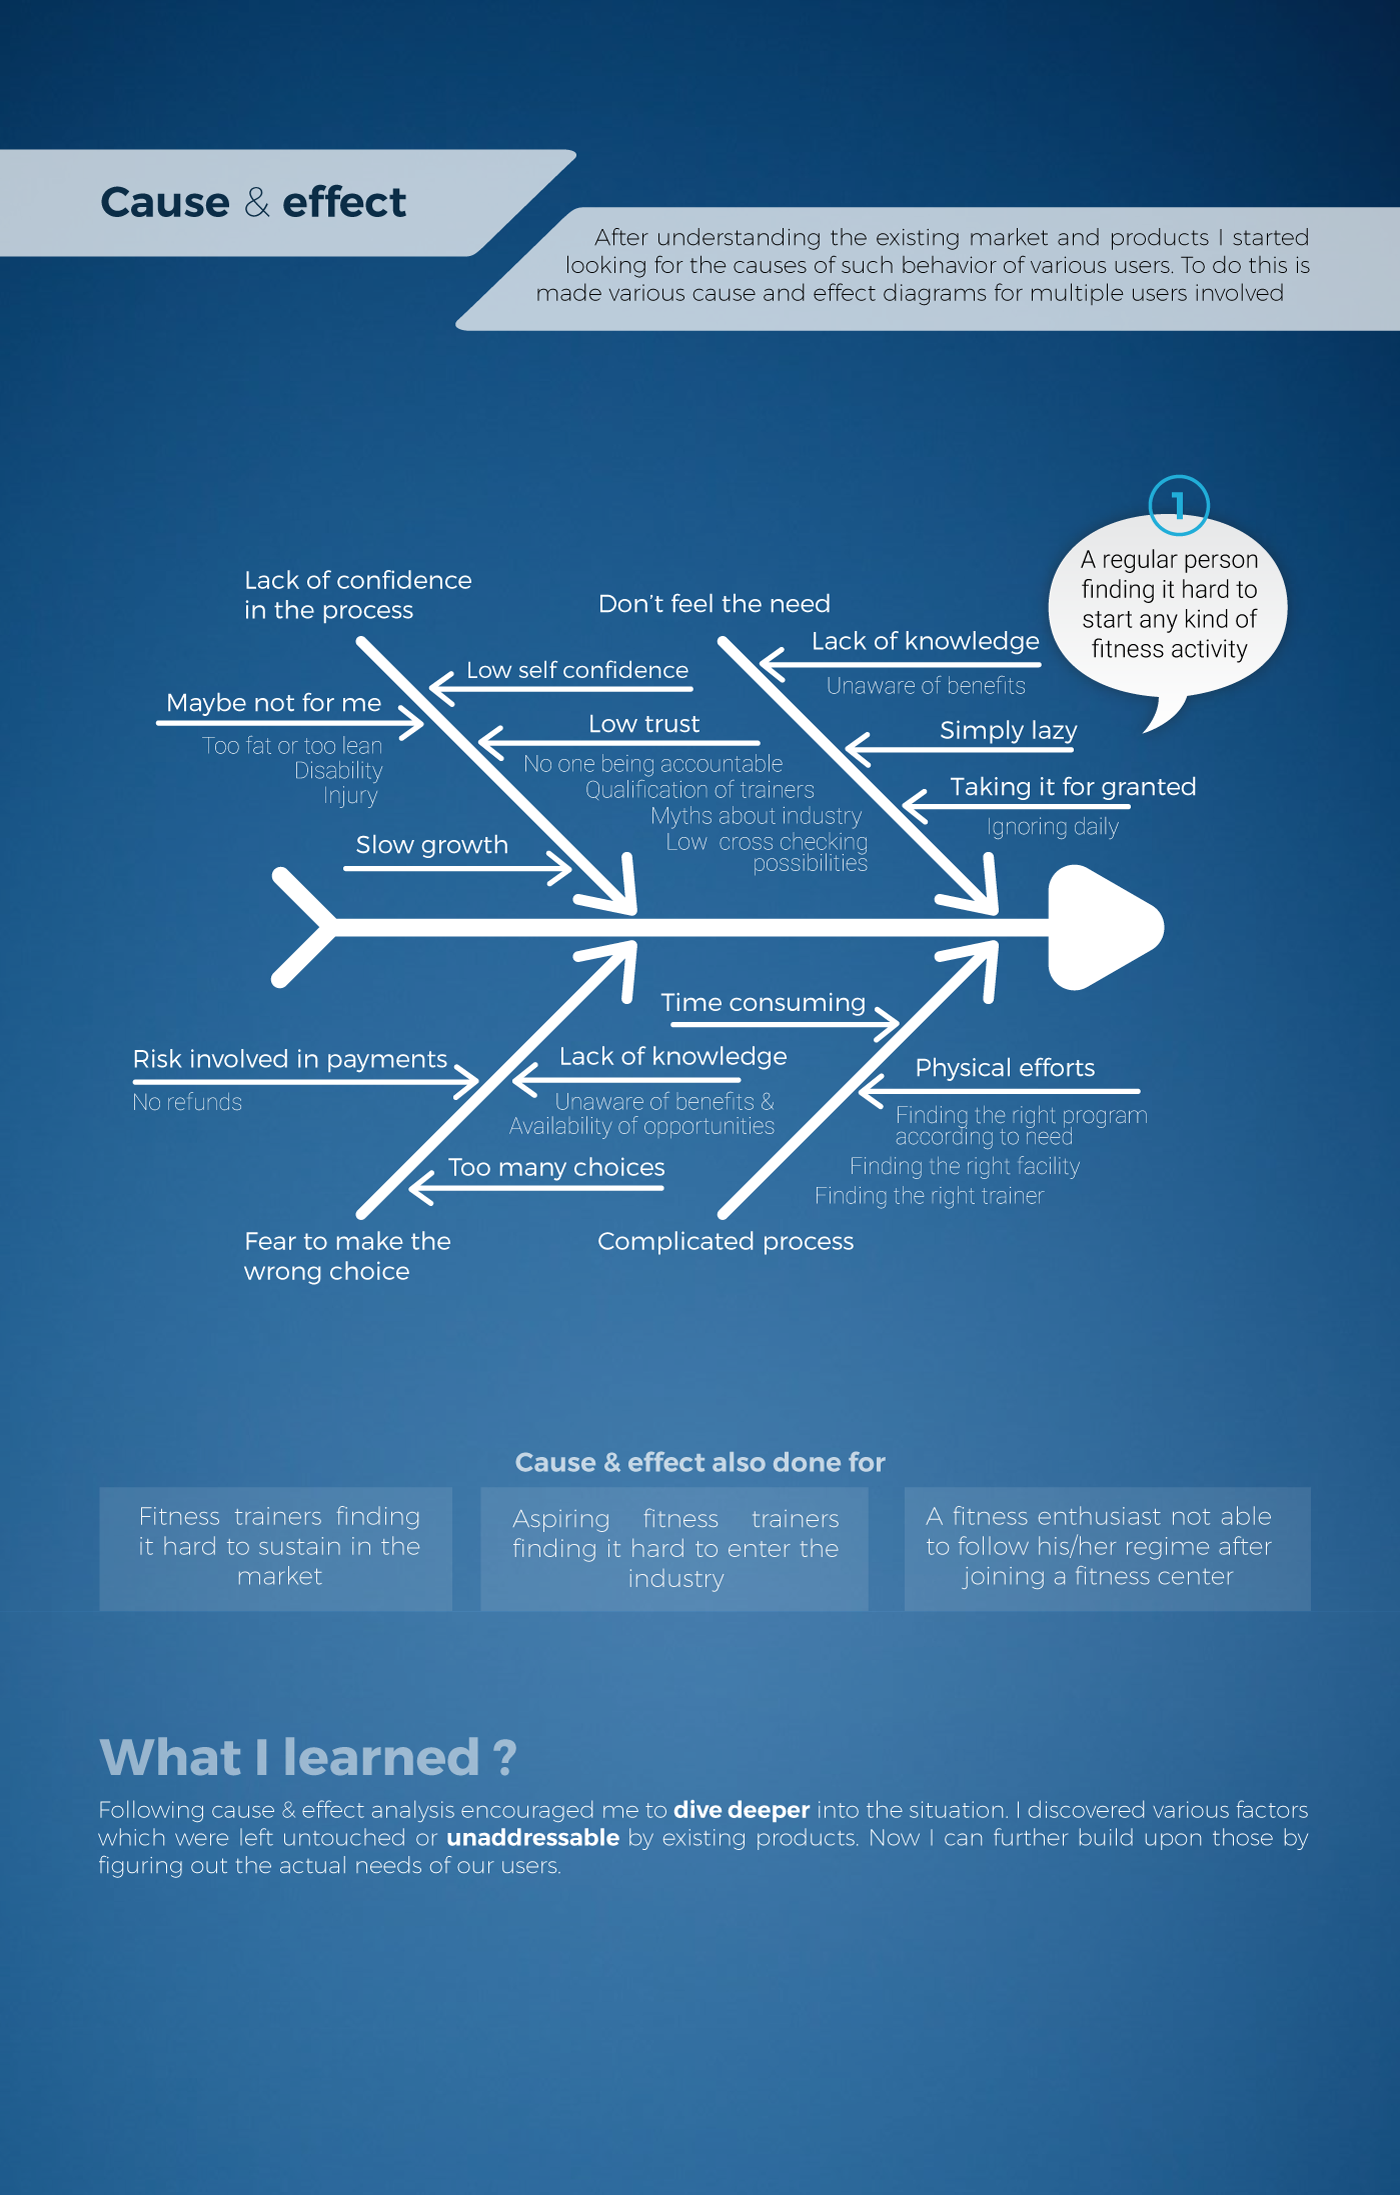 Cause & effect
After understanding the existing market and products I started
looking for the causes of such behavior of various users. To do this is
made various cause and effect diagrams for multiple users involved
1
A regular person
finding it hard to
start any kind of
fitness activity
Lack of confidence
in the process
Don't feel the need
Low self confidence
Maybe not for me
Too fat or too lean
Disability
Injury
Low trust
No one being accountable
Qualification of trainers
Myths about industry
Low cross checking
possibilities
Slow growth
Lack of knowledge
Unaware of benefits
Simply lazy
Taking it for granted
Ignoring daily
Time consuming
Risk involved in payments
No refunds
Lack of knowledge
Unaware of benefits &
Availability of opportunities
Too many choices
Physical efforts
Finding the right program
according to need
Finding the right facility
Finding the right trainer
Fear to make the
wrong choice
Complicated process
Cause & effect also done for
Fitness trainers finding
it hard to sustain in the
market
Aspiring fitness trainers
finding it hard to enter the
industry
A fitness enthusiast not able
to follow his/her regime after
joining a fitness center
What I learned ?
Following cause & effect analysis encouraged me to dive deeper into the situation. I discovered various factors
which were left untouched or unaddressable by existing products. Now I can further build upon those by
figuring out the actual needs of our users.